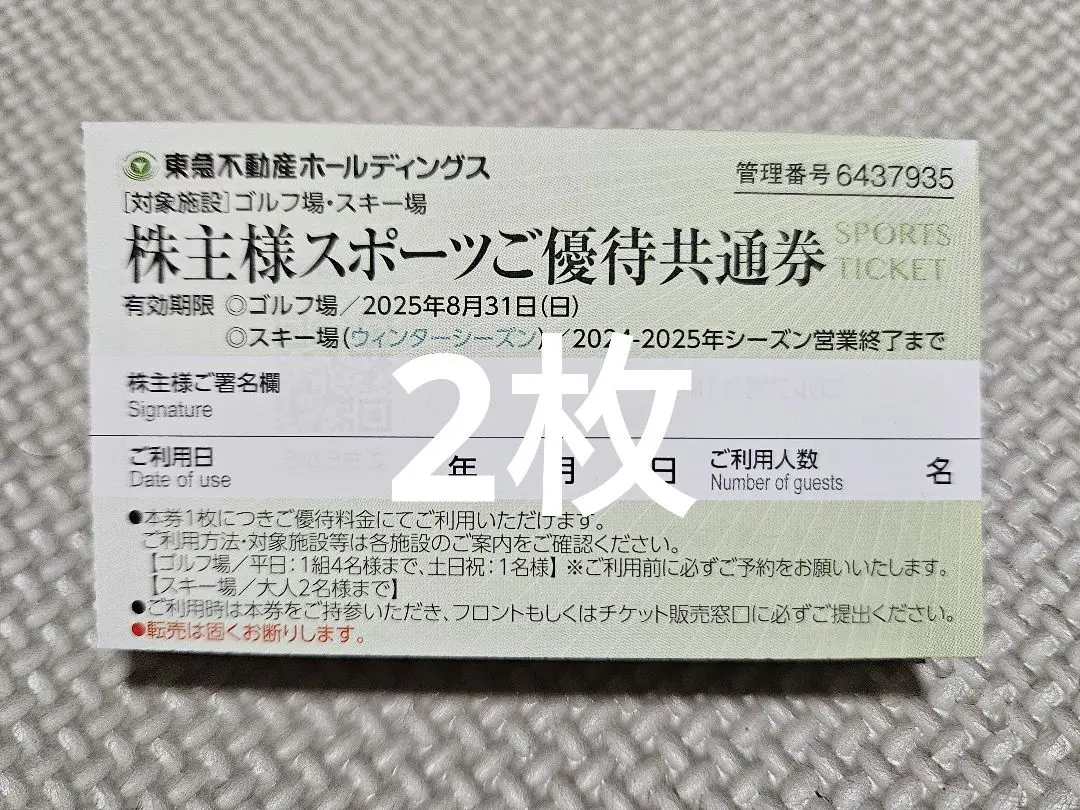 東急不動産ホールディングス
管理番号6437935
[対象施設]ゴルフ場・スキー場
株主様スポーツご優待共通券
SPORTS
TICKET
有効期限 ◎ゴルフ場／2025年8月31日(日)
◎スキー場(ウィンターシーズン)／2024-2025年シーズン営業終了まで
2枚
株主様ご署名欄
Signature
ご利用日 年 月 日 ご利用人数 名
Date of use Number of guests
●本券1枚につきご優待料金にてご利用いただけます。
ご利用方法・対象施設等は各施設のご案内をご確認ください。
【ゴルフ場／平日：1組4名様まで、土日祝：1名様】※ご利用前に必ずご予約をお願いいたします。
【スキー場／大人2名様まで】
●ご利用時は本券をご持参いただき、フロントもしくはチケット販売窓口に必ずご提出ください。
●転売は固くお断りします。